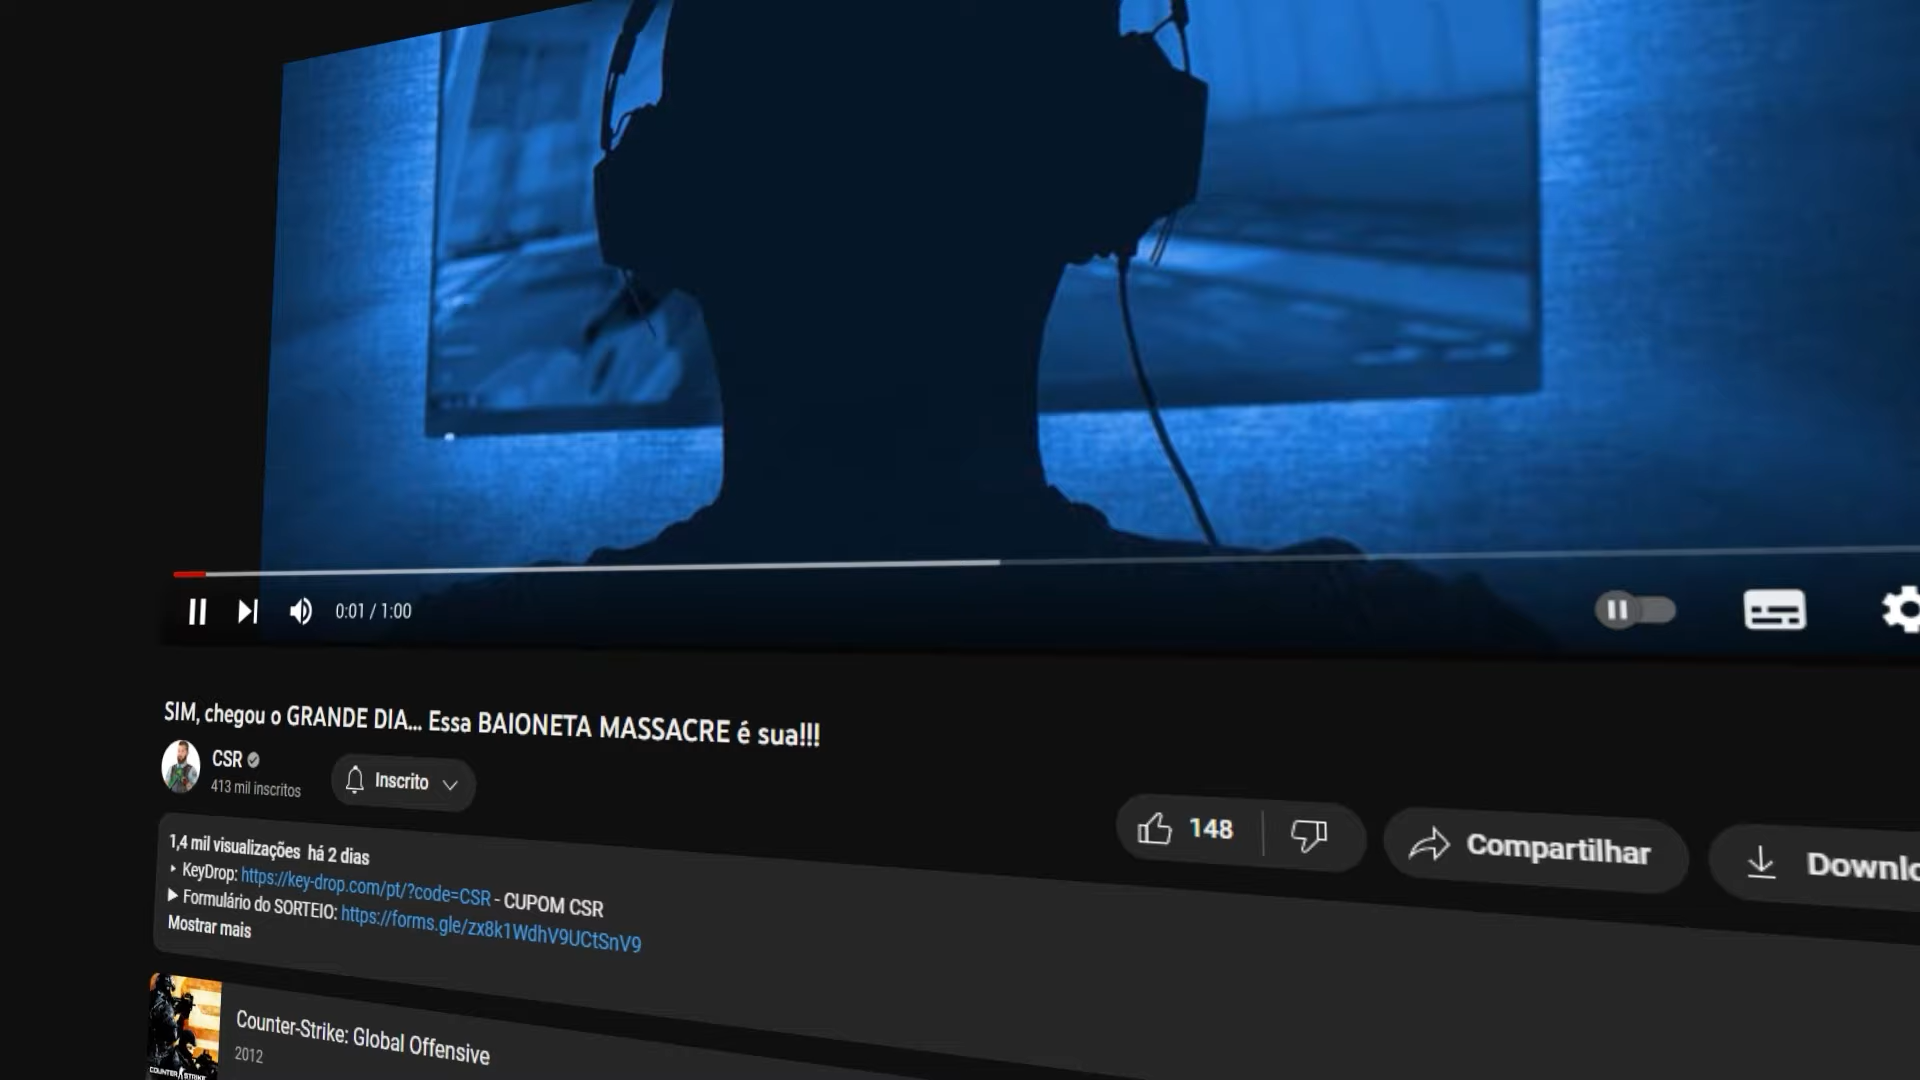 0:01 / 1:00
SIM, chegou o GRANDE DIA... Essa BAIONETA MASSACRE é sua!!!
CSR
413 mil inscritos
Inscrito
148
Compartilhar
Downlo
1,4 mil visualizações há 2 dias
‣ KeyDrop: https://key-drop.com/pt/?code=CSR - CUPOM CSR
▶ Formulário do SORTEIO: https://forms.gle/zx8k1WdhV9UCtSnV9
Mostrar mais
Counter-Strike: Global Offensive
2012
COUNTER STRIKE